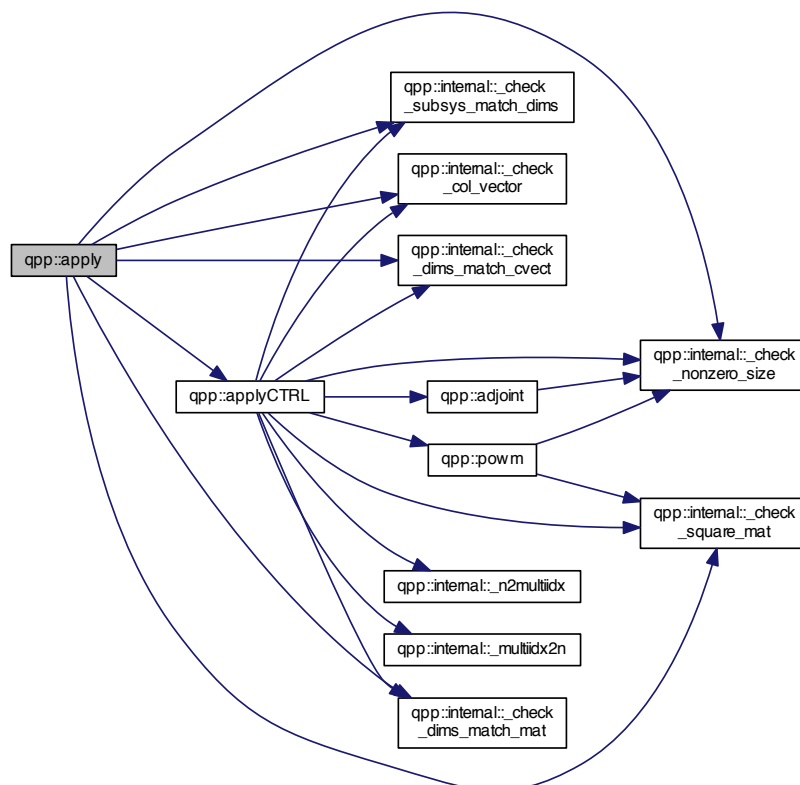 qpp::internal::_check
_subsys_match_dims
qpp::internal::_check
_col_vector
qpp::apply
qpp::internal::_check
_dims_match_cvect
qpp::internal::_check
_nonzero_size
qpp::applyCTRL
qpp::adjoint
qpp::powm
qpp::internal::_check
_square_mat
qpp::internal::_n2multiidx
qpp::internal::_multiidx2n
qpp::internal::_check
_dims_match_mat